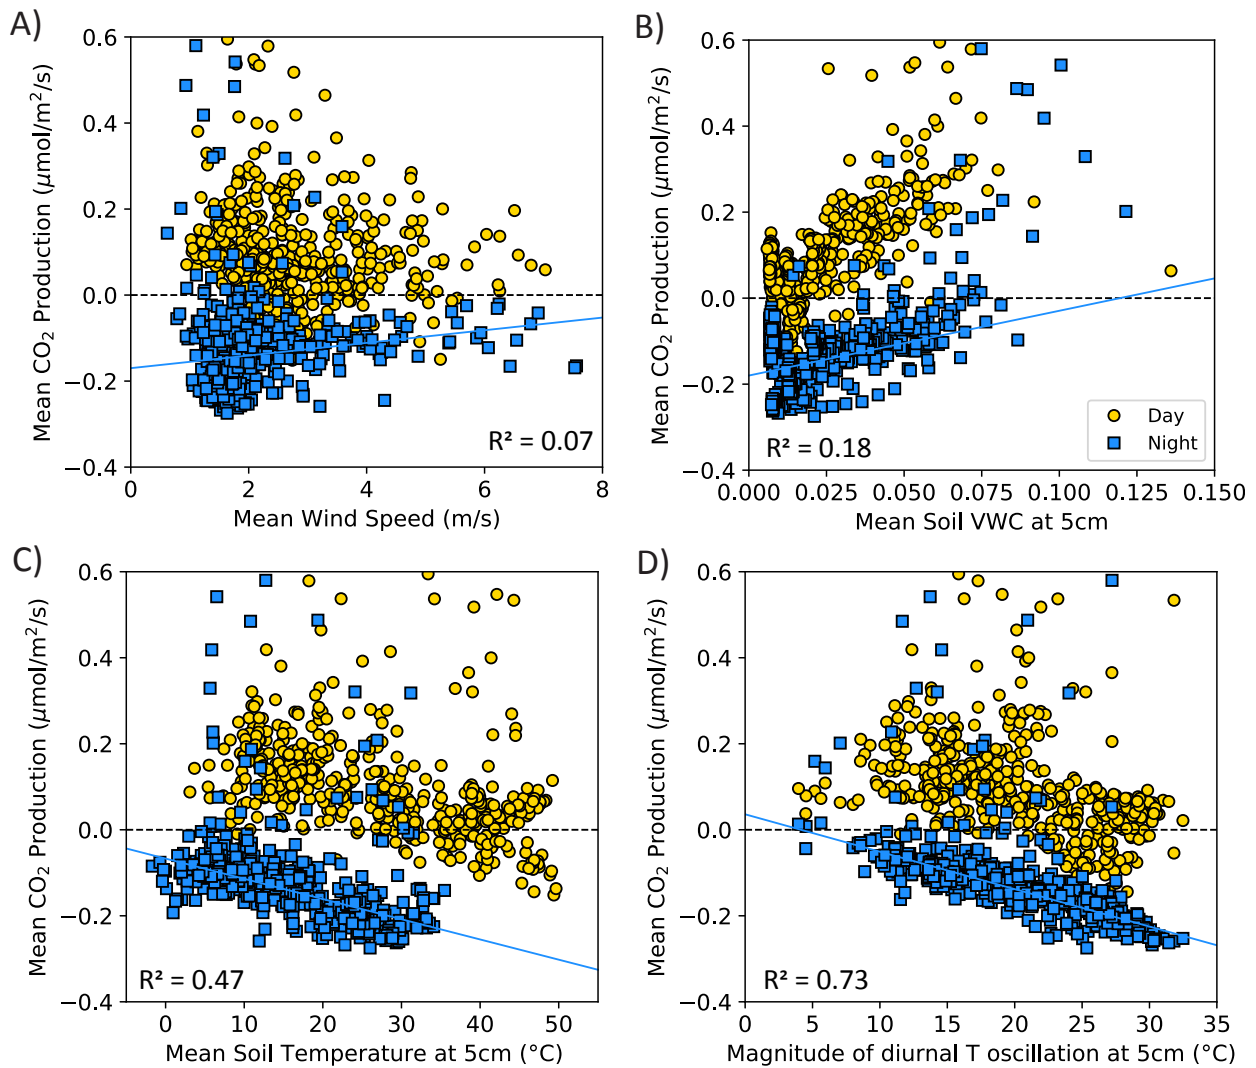 A)
Mean CO₂ Production (μmol/m²/s)
0.6
0.4
0.2
0.0
−0.2
−0.4
R² = 0.07
0 2 4 6 8
Mean Wind Speed (m/s)
B)
Mean CO₂ Production (μmol/m²/s)
0.6
0.4
0.2
0.0
−0.2
−0.4
Day
Night
R² = 0.18
0.000 0.025 0.050 0.075 0.100 0.125 0.150
Mean Soil VWC at 5cm
C)
Mean CO₂ Production (μmol/m²/s)
0.6
0.4
0.2
0.0
−0.2
−0.4
R² = 0.47
0 10 20 30 40 50
Mean Soil Temperature at 5cm (°C)
D)
Mean CO₂ Production (μmol/m²/s)
0.6
0.4
0.2
0.0
−0.2
−0.4
R² = 0.73
0 5 10 15 20 25 30 35
Magnitude of diurnal T oscillation at 5cm (°C)